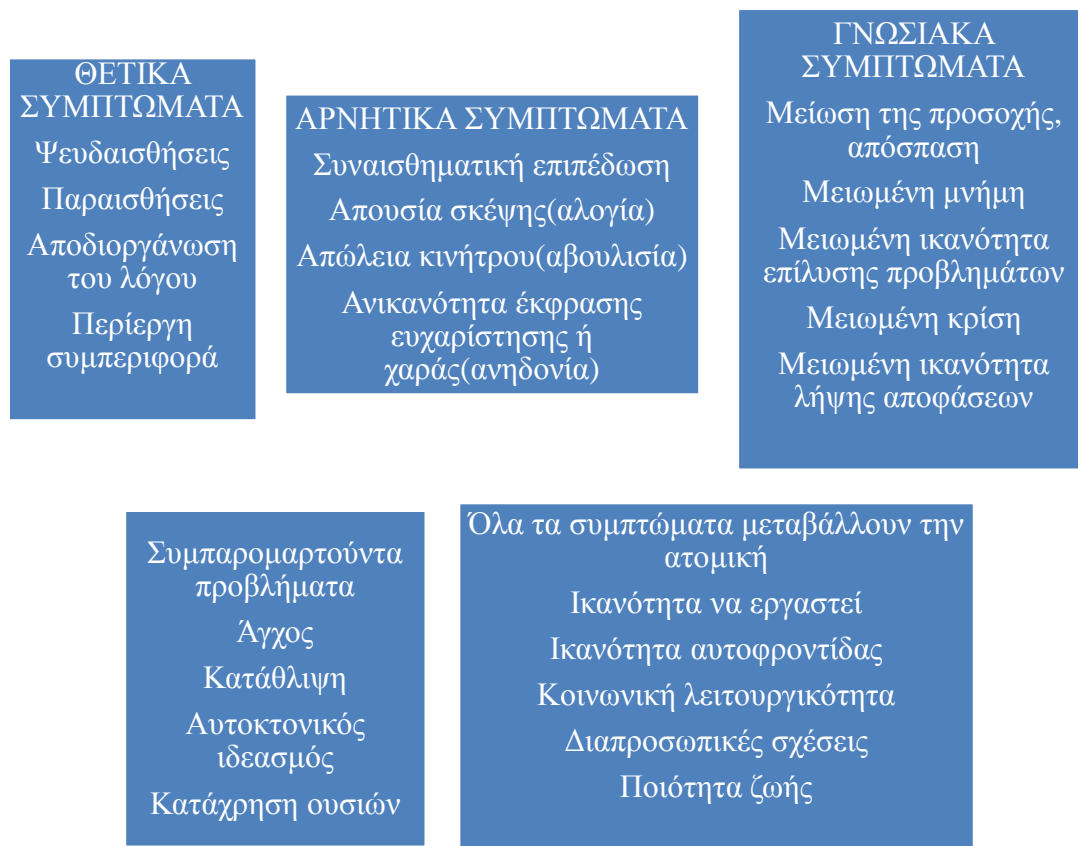 ΘΕΤΙΚΑ
ΣΥΜΠΤΩΜΑΤΑ
Ψευδαισθήσεις
Παραισθήσεις
Αποδιοργάνωση
του λόγου
Περίεργη
συμπεριφορά
ΑΡΝΗΤΙΚΑ ΣΥΜΠΤΩΜΑΤΑ
Συναισθηματική επιπέδωση
Απουσία σκέψης(αλογία)
Απώλεια κινήτρου(αβουλισία)
Ανικανότητα έκφρασης
ευχαρίστησης ή
χαράς(ανηδονία)
ΓΝΩΣΙΑΚΑ
ΣΥΜΠΤΩΜΑΤΑ
Μείωση της προσοχής,
απόσπαση
Μειωμένη μνήμη
Μειωμένη ικανότητα
επίλυσης προβλημάτων
Μειωμένη κρίση
Μειωμένη ικανότητα
λήψης αποφάσεων
Συμπαρομαρτούντα
προβλήματα
Άγχος
Κατάθλιψη
Αυτοκτονικός
ιδεασμός
Κατάχρηση ουσιών
Όλα τα συμπτώματα μεταβάλλουν την
ατομική
Ικανότητα να εργαστεί
Ικανότητα αυτοφροντίδας
Κοινωνική λειτουργικότητα
Διαπροσωπικές σχέσεις
Ποιότητα ζωής